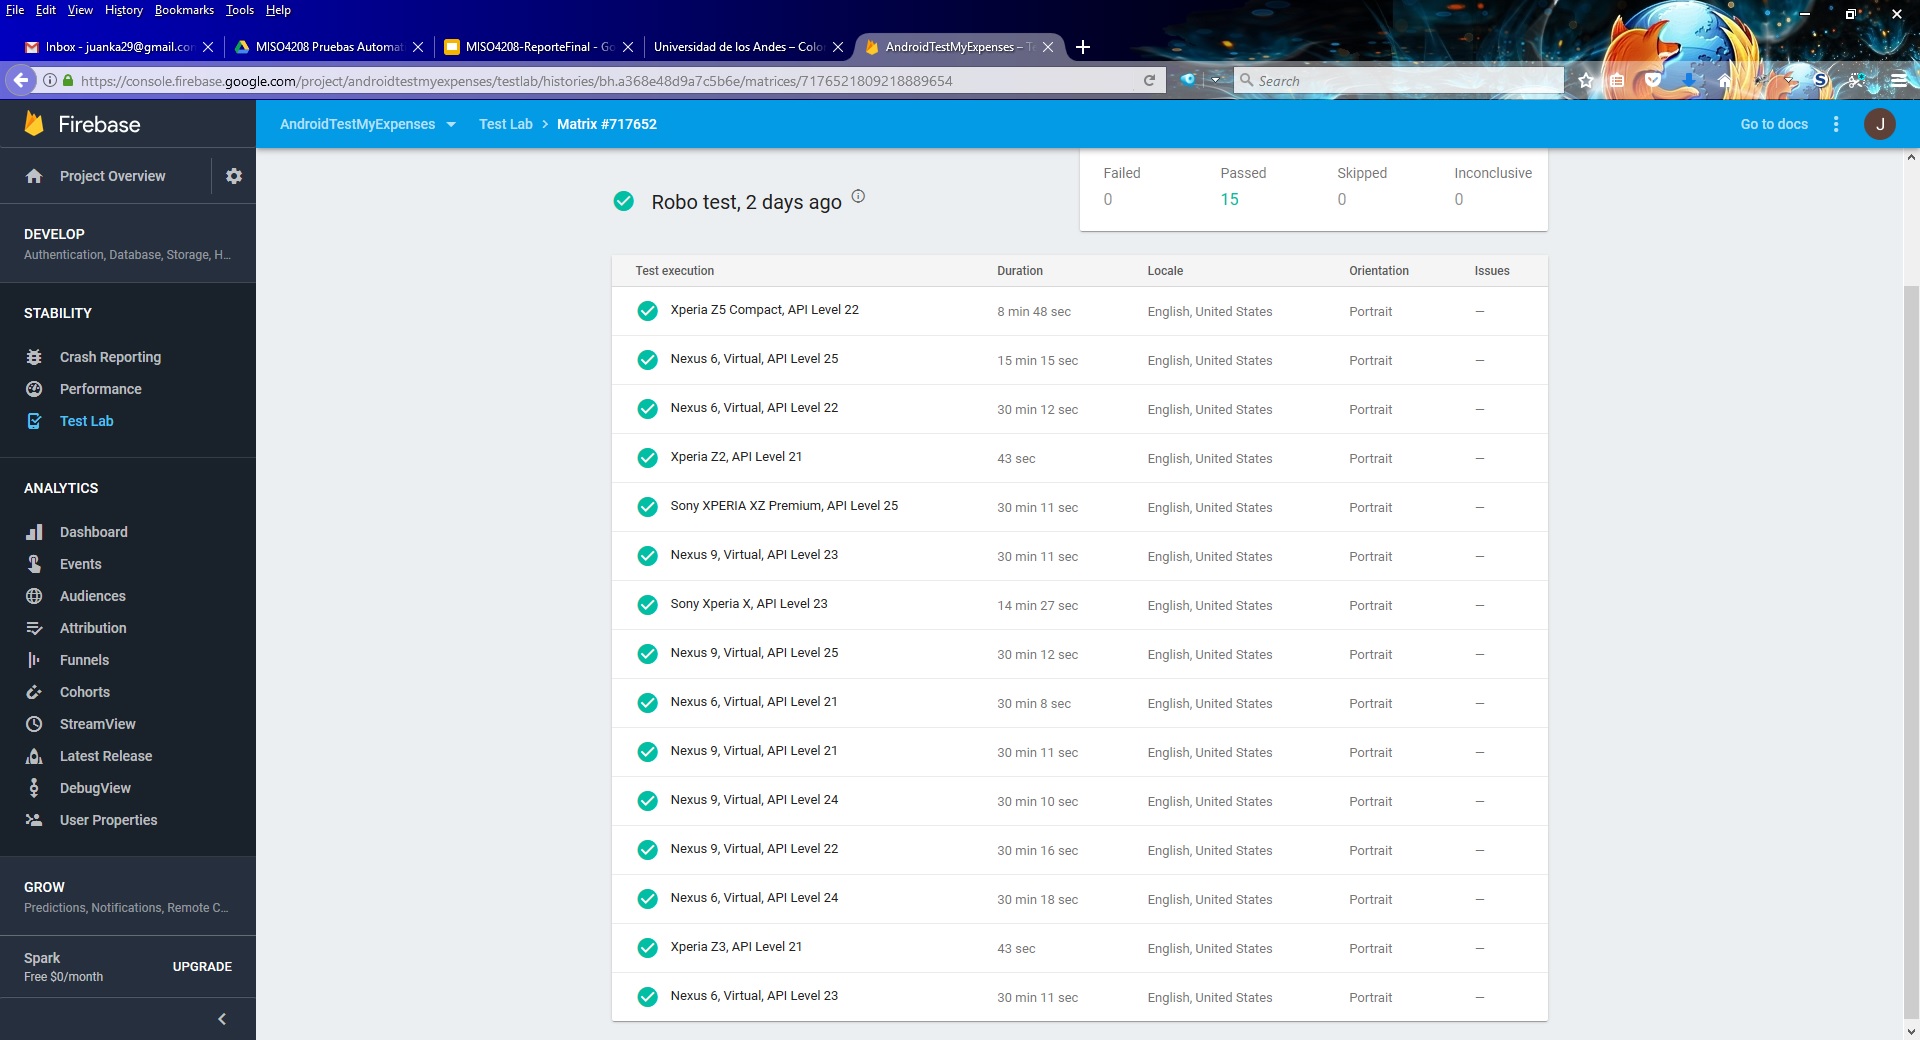 File Edit View History Bookmarks Tools Help
Inbox - juanka29@gmail.con
MISO4208 Pruebas Automat
MISO4208-ReporteFinal - Go
Universidad de los Andes – Colo
AndroidTestMyExpenses – Te
https://console.firebase.google.com/project/androidtestmyexpenses/testlab/histories/bh.a368e48d9a7c5b6e/matrices/7176521809218889654
Search
Firebase
AndroidTestMyExpenses
Test Lab > Matrix #717652
Go to docs
J
Project Overview
DEVELOP
Authentication, Database, Storage, H...
STABILITY
Crash Reporting
Performance
Test Lab
ANALYTICS
Dashboard
Events
Audiences
Attribution
Funnels
Cohorts
StreamView
Latest Release
DebugView
User Properties
GROW
Predictions, Notifications, Remote C...
Spark
Free $0/month
UPGRADE
Robo test, 2 days ago
Failed Passed Skipped Inconclusive
0 15 0 0
Test execution Duration Locale Orientation Issues
Xperia Z5 Compact, API Level 22 8 min 48 sec English, United States Portrait –
Nexus 6, Virtual, API Level 25 15 min 15 sec English, United States Portrait –
Nexus 6, Virtual, API Level 22 30 min 12 sec English, United States Portrait –
Xperia Z2, API Level 21 43 sec English, United States Portrait –
Sony XPERIA XZ Premium, API Level 25 30 min 11 sec English, United States Portrait –
Nexus 9, Virtual, API Level 23 30 min 11 sec English, United States Portrait –
Sony Xperia X, API Level 23 14 min 27 sec English, United States Portrait –
Nexus 9, Virtual, API Level 25 30 min 12 sec English, United States Portrait –
Nexus 6, Virtual, API Level 21 30 min 8 sec English, United States Portrait –
Nexus 9, Virtual, API Level 21 30 min 11 sec English, United States Portrait –
Nexus 9, Virtual, API Level 24 30 min 10 sec English, United States Portrait –
Nexus 9, Virtual, API Level 22 30 min 16 sec English, United States Portrait –
Nexus 6, Virtual, API Level 24 30 min 18 sec English, United States Portrait –
Xperia Z3, API Level 21 43 sec English, United States Portrait –
Nexus 6, Virtual, API Level 23 30 min 11 sec English, United States Portrait –